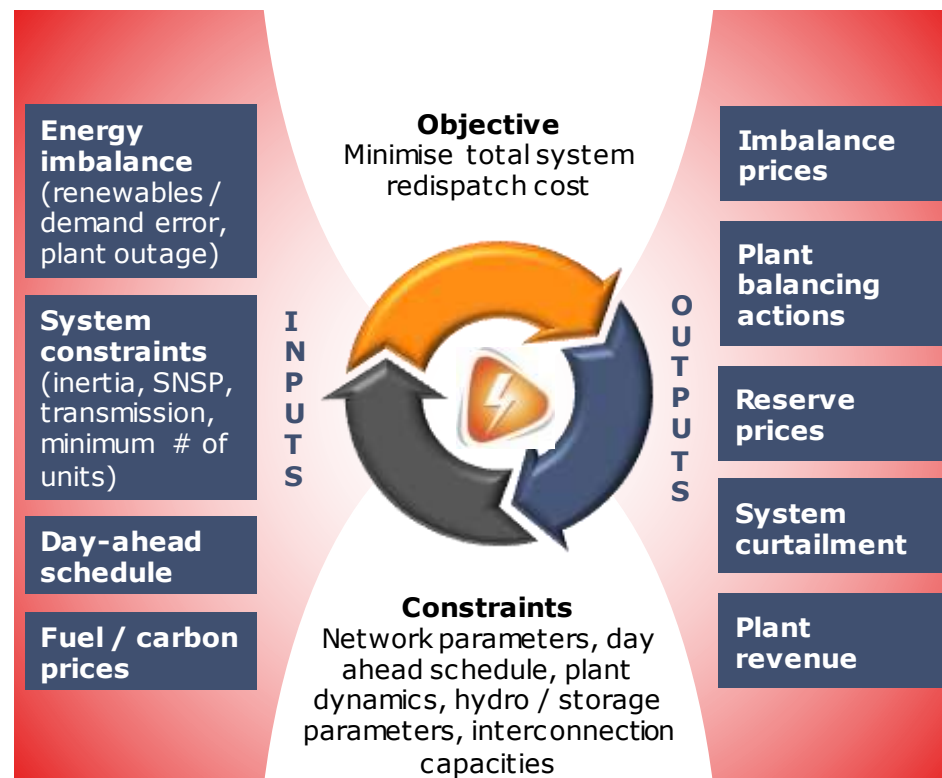 Energy
imbalance
(renewables /
demand error,
plant outage)
System
constraints
(inertia, SNSP,
transmission,
minimum # of
units)
Day-ahead
schedule
Fuel / carbon
prices
INPUTS
Objective
Minimise total system
redispatch cost
Constraints
Network parameters, day
ahead schedule, plant
dynamics, hydro / storage
parameters, interconnection
capacities
OUTPUTS
Imbalance
prices
Plant
balancing
actions
Reserve
prices
System
curtailment
Plant
revenue